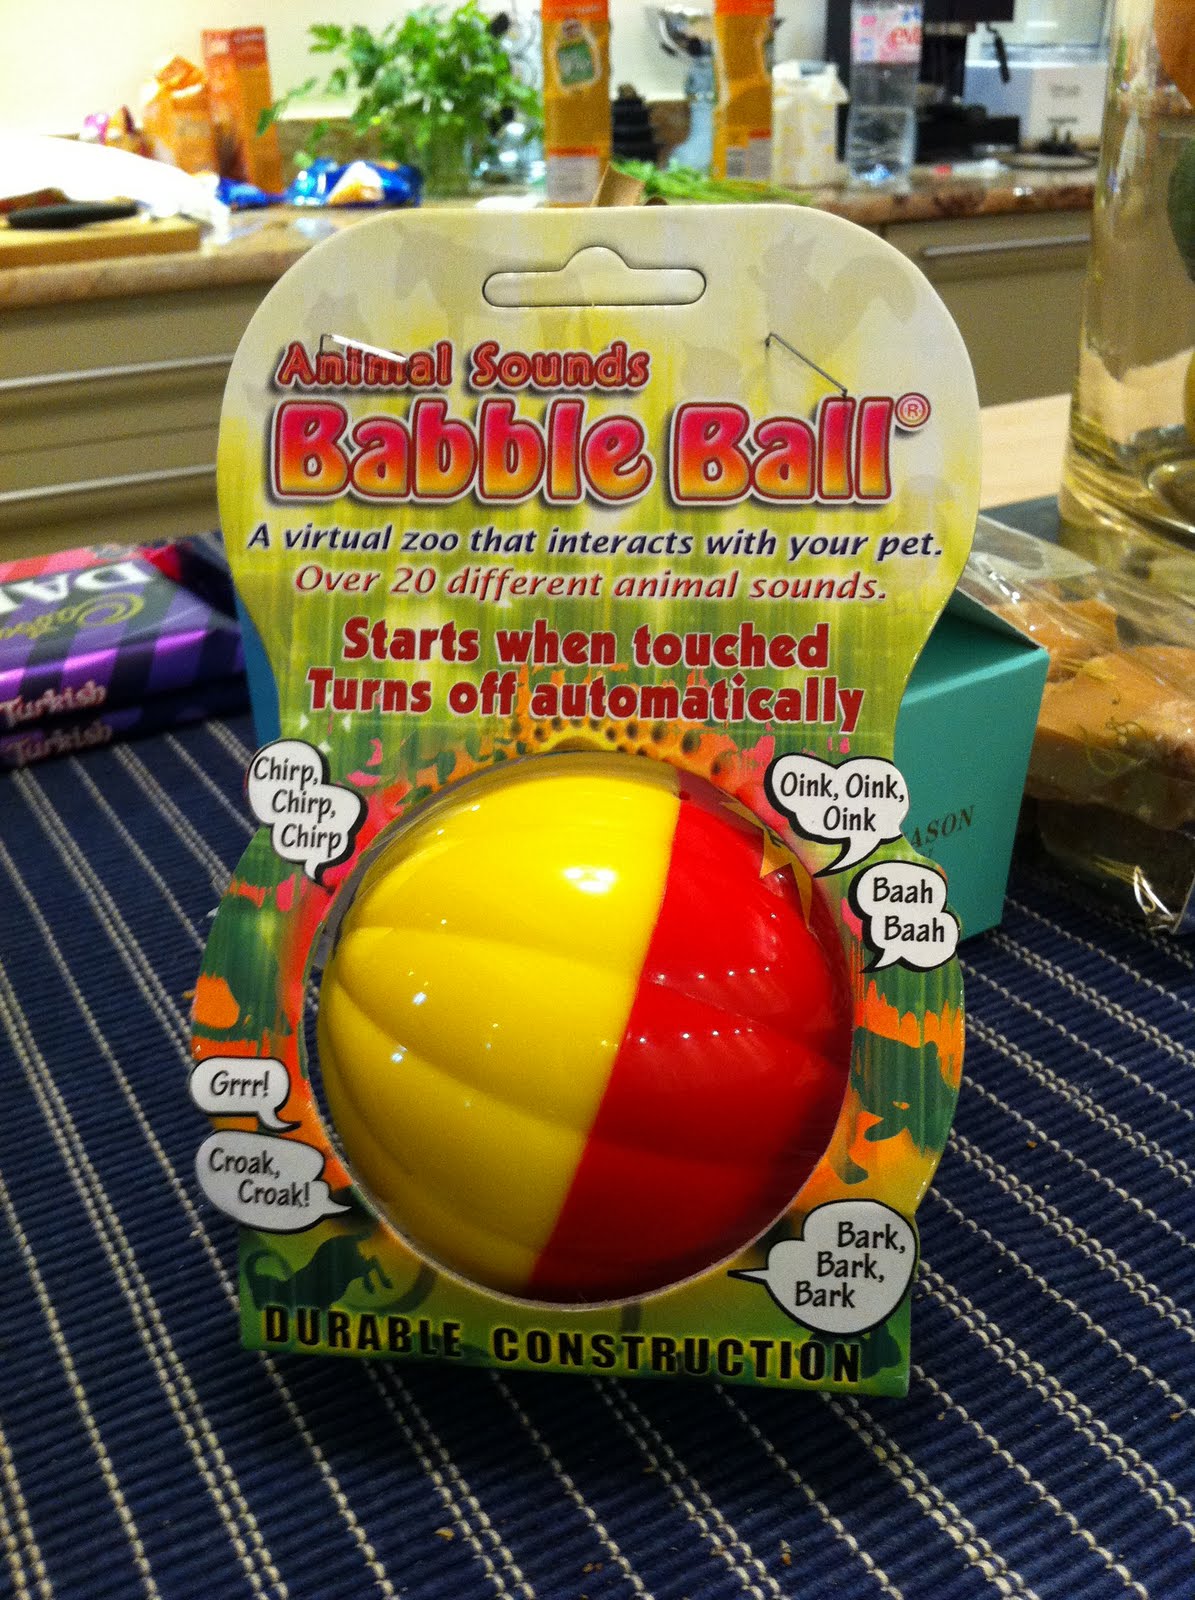 Animal Sounds
Babble Ball®
A virtual zoo that interacts with your pet.
Over 20 different animal sounds.
Starts when touched
Turns off automatically
Chirp,
Chirp,
Chirp
Oink, Oink,
Oink
Baah
Baah
Grrr!
Croak,
Croak!
Bark,
Bark,
Bark
DURABLE CONSTRUCTION
Turkish
Turkish
ASON